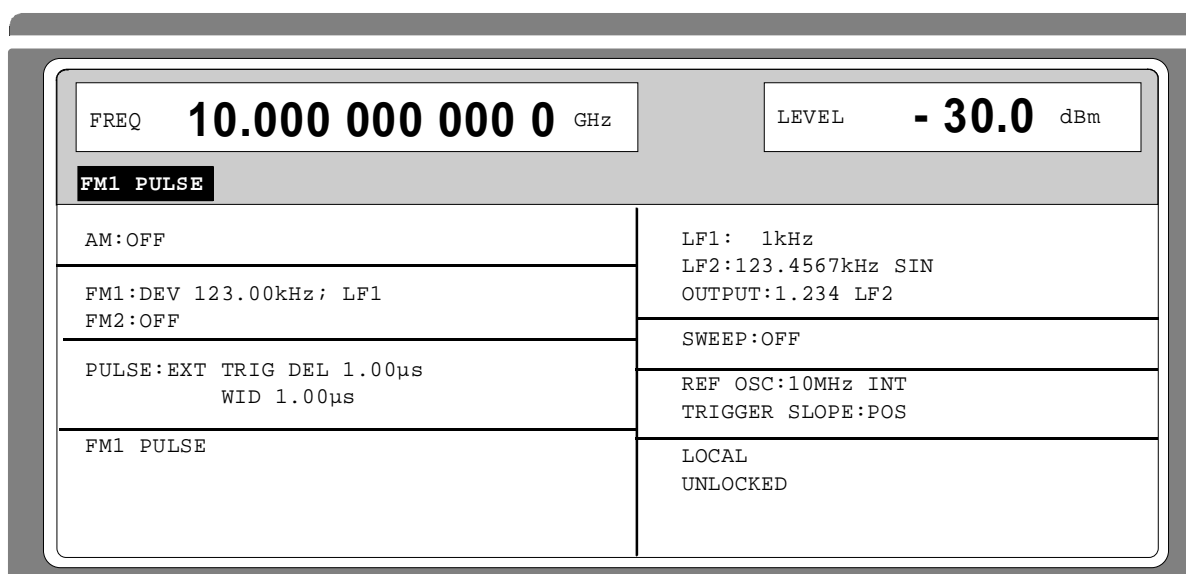 FREQ 10.000 000 000 0 GHz
LEVEL - 30.0 dBm
FM1 PULSE
AM:OFF
FM1:DEV 123.00kHz; LF1
FM2:OFF
PULSE:EXT TRIG DEL 1.00µs
WID 1.00µs
FM1 PULSE
LF1: 1kHz
LF2:123.4567kHz SIN
OUTPUT:1.234 LF2
SWEEP:OFF
REF OSC:10MHz INT
TRIGGER SLOPE:POS
LOCAL
UNLOCKED